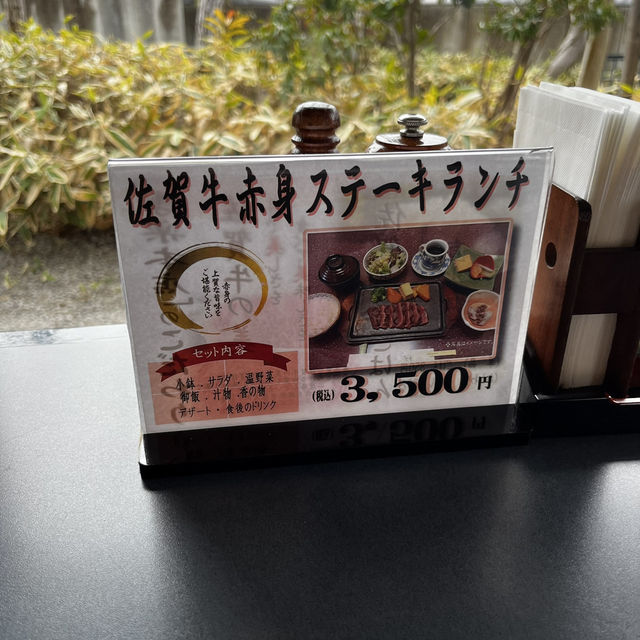 佐賀牛赤身ステーキランチ
赤身の
上質な旨味を
ご堪能ください
セット内容
小鉢・サラダ・温野菜
御飯・汁物・香の物
デザート・食後のドリンク
(税込) 3,500円